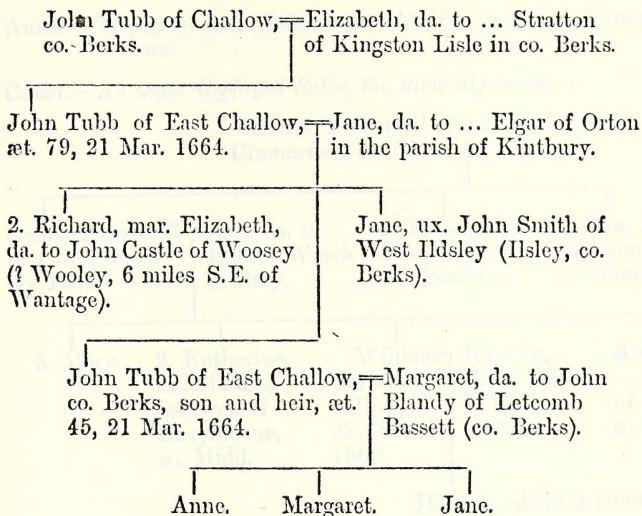 John Tubb of Challow,=Elizabeth, da. to ... Stratton
co. Berks. of Kingston Lisle in co. Berks.
John Tubb of East Challow,=Jane, da. to ... Elgar of Orton
æt. 79, 21 Mar. 1664. in the parish of Kintbury.
2. Richard, mar. Elizabeth,
da. to John Castle of Woosey
(? Wooley, 6 miles S.E. of
Wantage).
Jane, ux. John Smith of
West Ildsley (Ilsley, co.
Berks).
John Tubb of East Challow,=Margaret, da. to John
co. Berks, son and heir, æt. Blandy of Letcomb
45, 21 Mar. 1664. Bassett (co. Berks).
Anne. Margaret. Jane.